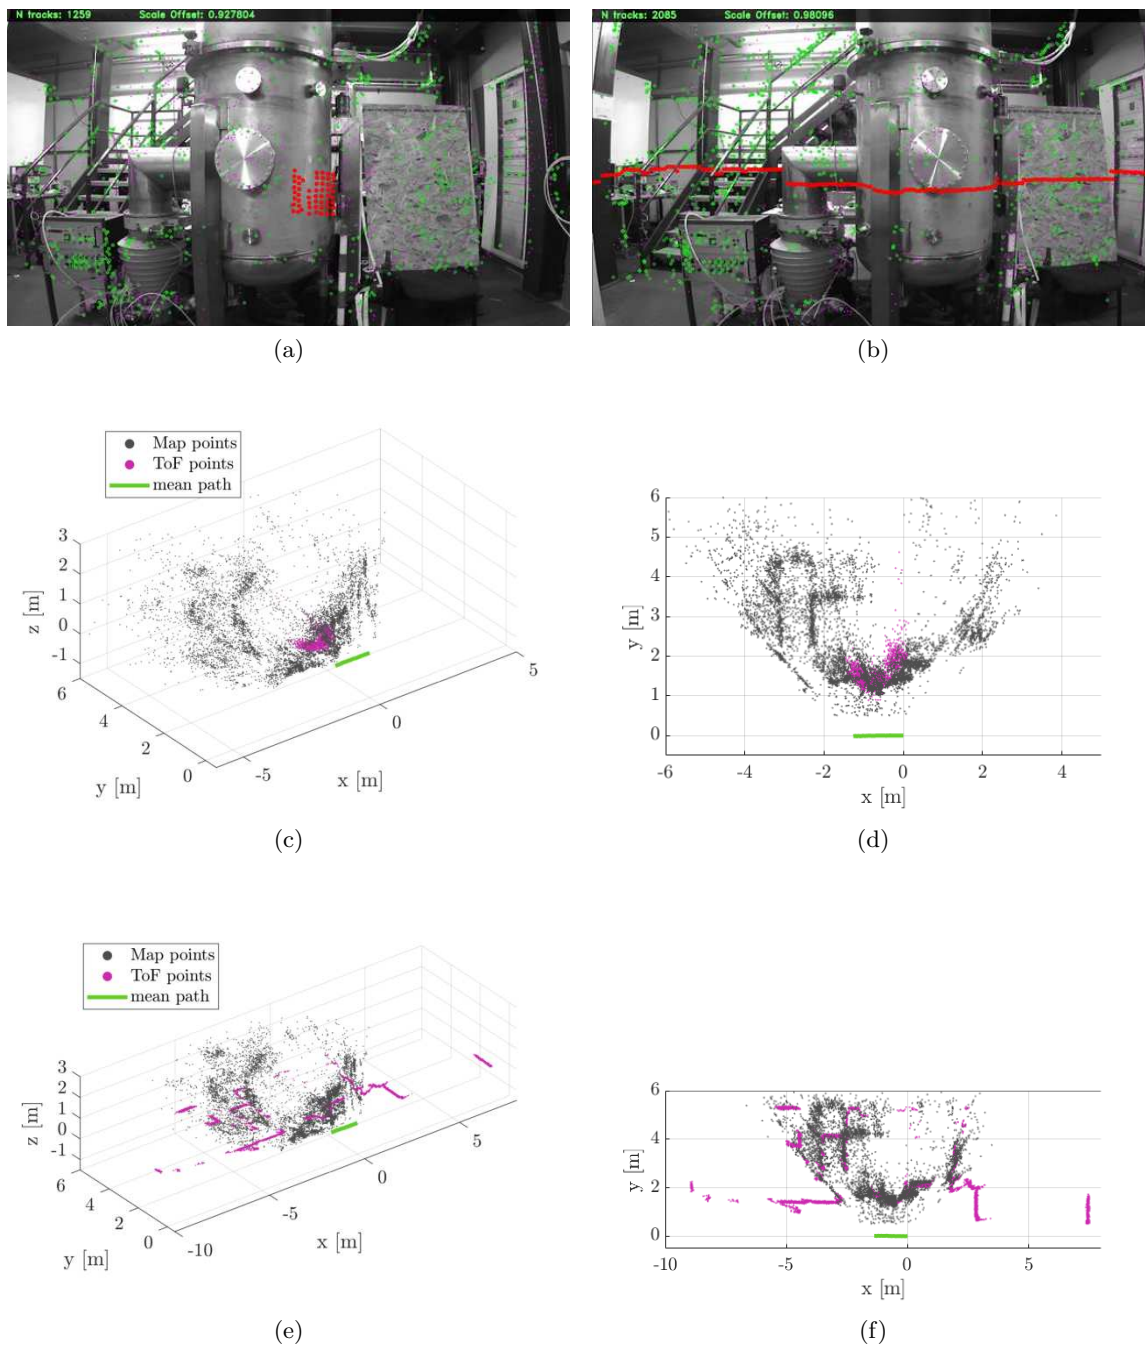 N tracks: 1259 Scale Offset: 0.927804
N tracks: 2085 Scale Offset: 0.98096
(a)
(b)
Map points
ToF points
mean path
3
2
1
0
-1
z [m]
6
4
2
0
y [m]
-5
0
5
x [m]
(c)
6
5
4
3
2
1
0
y [m]
-6
-4
-2
0
2
4
x [m]
(d)
Map points
ToF points
mean path
3
2
1
0
-1
z [m]
6
4
2
0
y [m]
-10
-5
0
5
x [m]
(e)
6
4
2
0
y [m]
-10
-5
0
5
x [m]
(f)